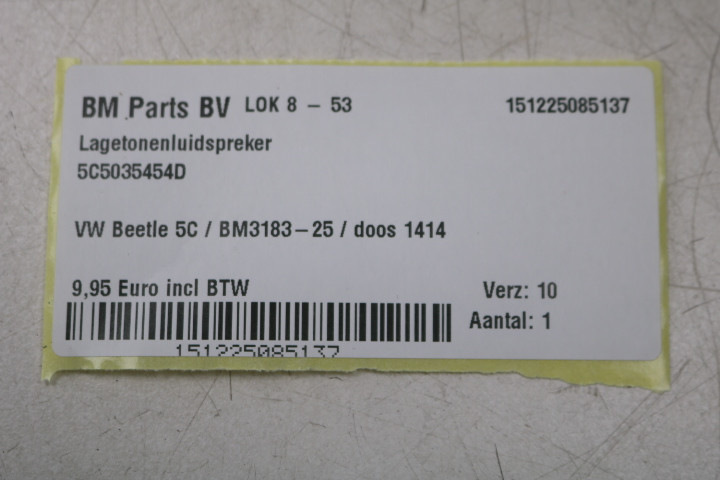 BM Parts BV LOK 8 - 53 151225085137
Lagetonenluidspreker
5C5035454D
VW Beetle 5C / BM3183-25 / doos 1414
9,95 Euro incl BTW Verz: 10
Aantal: 1
151225085137